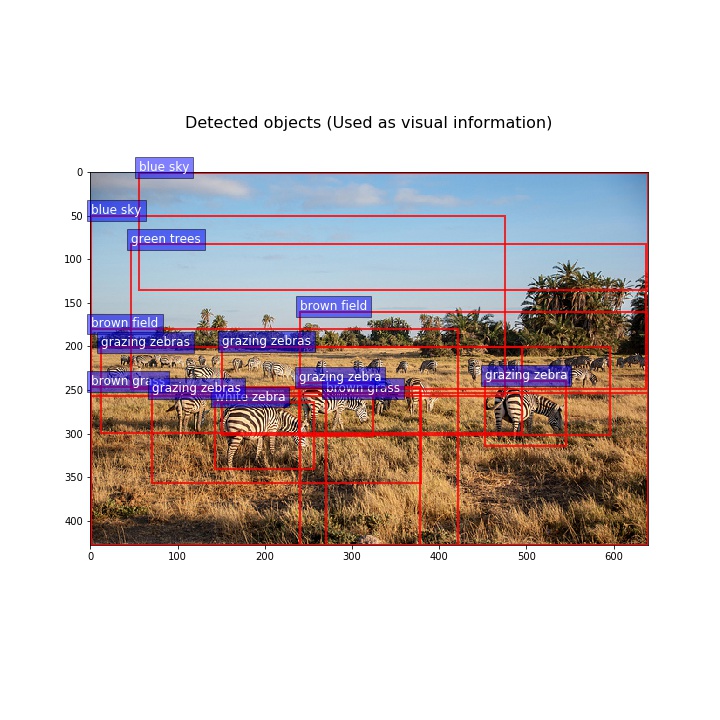 Detected objects (Used as visual information)
blue sky
0
blue sky
50
green trees
100
brown field
150
brown field
grazing zebras
grazing zebras
200
grazing zebra
grazing zebra
brown grass
250
grazing zebras
brown grass
white zebra
300
350
400
0 100 200 300 400 500 600